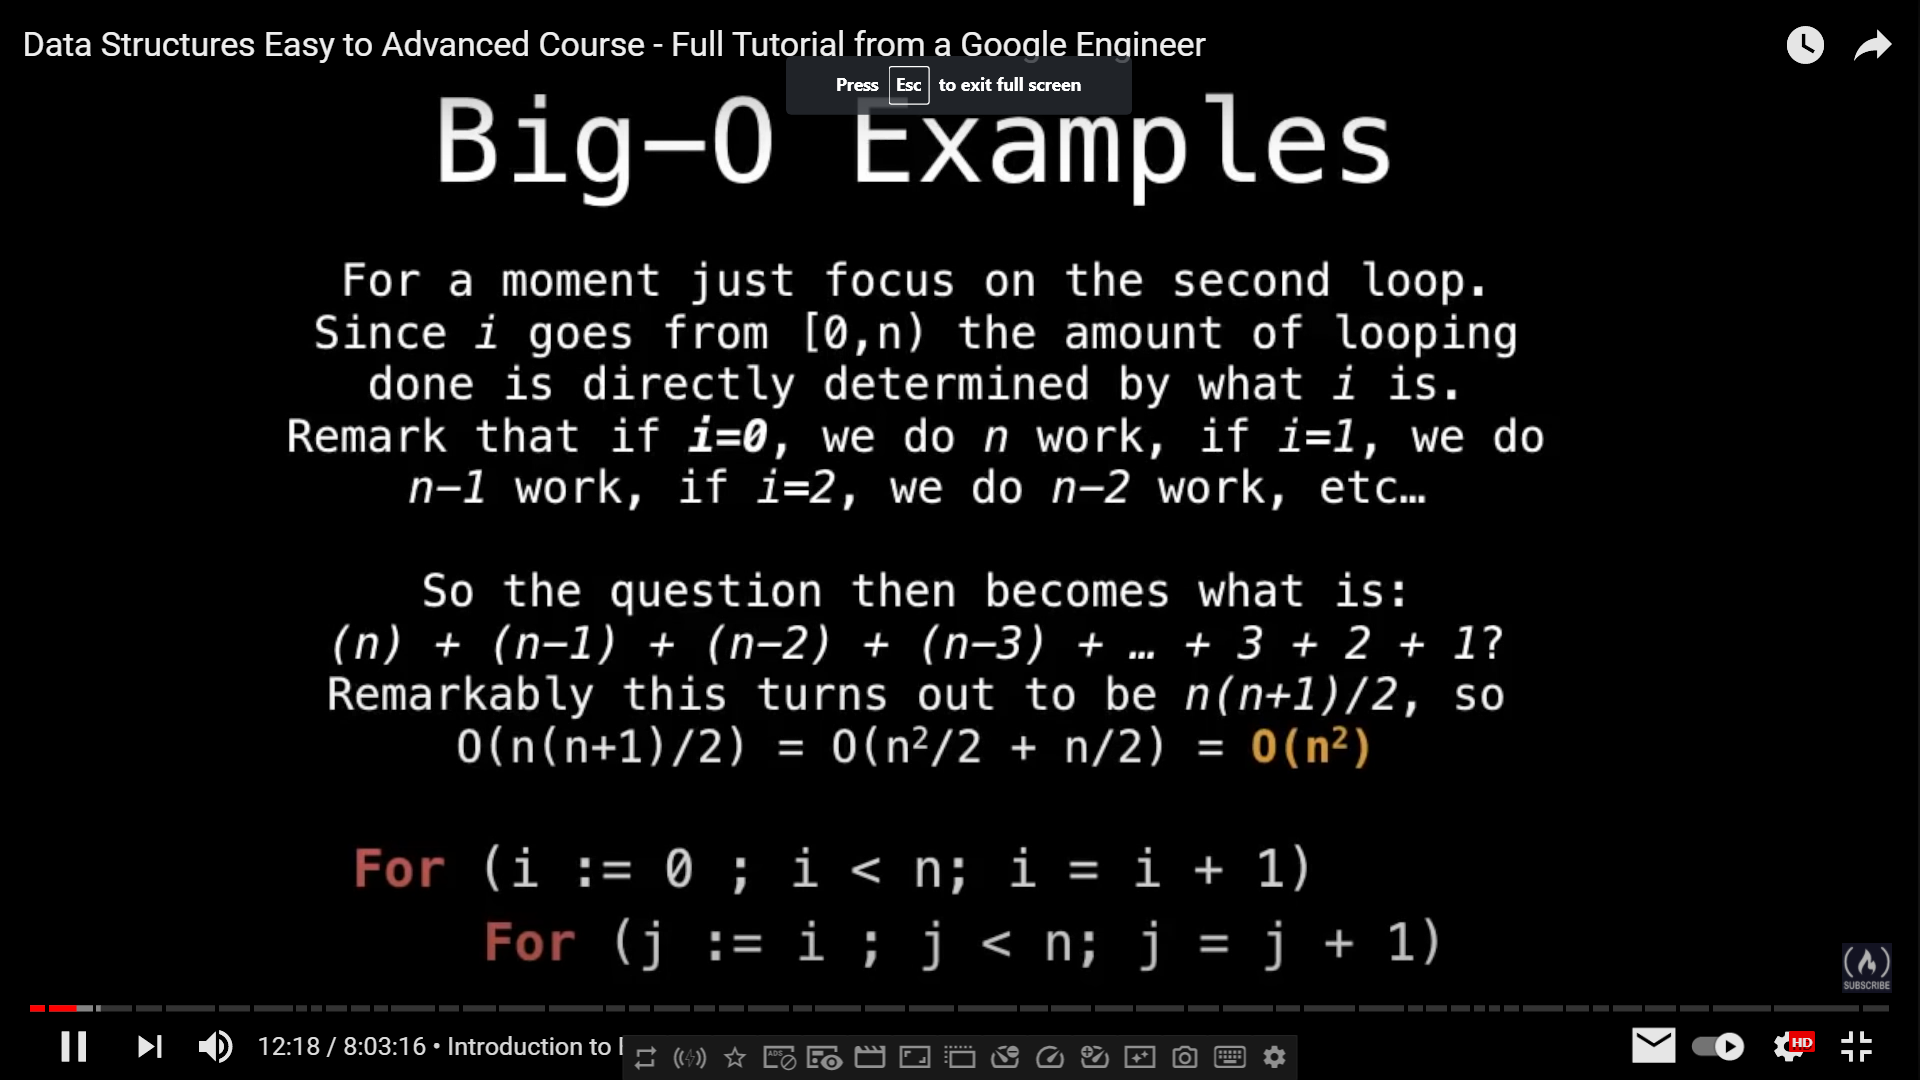 Data Structures Easy to Advanced Course - Full Tutorial from a Google Engineer
Press Esc to exit full screen
Big-O Examples
For a moment just focus on the second loop.
Since i goes from [0,n) the amount of looping
done is directly determined by what i is.
Remark that if i=0, we do n work, if i=1, we do
n-1 work, if i=2, we do n-2 work, etc…
So the question then becomes what is:
(n) + (n-1) + (n-2) + (n-3) + … + 3 + 2 + 1?
Remarkably this turns out to be n(n+1)/2, so
O(n(n+1)/2) = O(n²/2 + n/2) = O(n²)
For (i := 0 ; i < n; i = i + 1)
For (j := i ; j < n; j = j + 1)
SUBSCRIBE
12:18 / 8:03:16 • Introduction to
ADS
HD